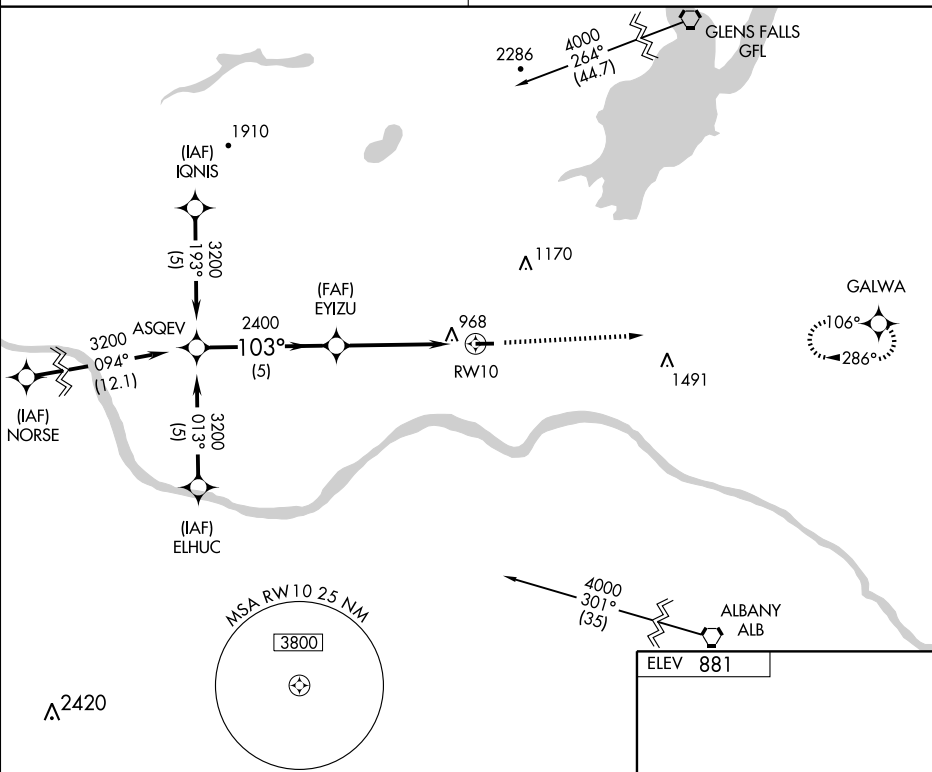 GLENS FALLS
GFL
4000
264°
(44.7)
2286
1910
(IAF)
IQNIS
3200
193°
(5)
1170
(FAF)
EYIZU
GALWA
106°
286°
ASQEV
2400
103°
(5)
968
RW10
1491
3200
094°
(12.1)
(IAF)
NORSE
3200
013°
(5)
(IAF)
ELHUC
4000
301°
(35)
ALBANY
ALB
MSA RW10 25 NM
3800
ELEV 881
2420